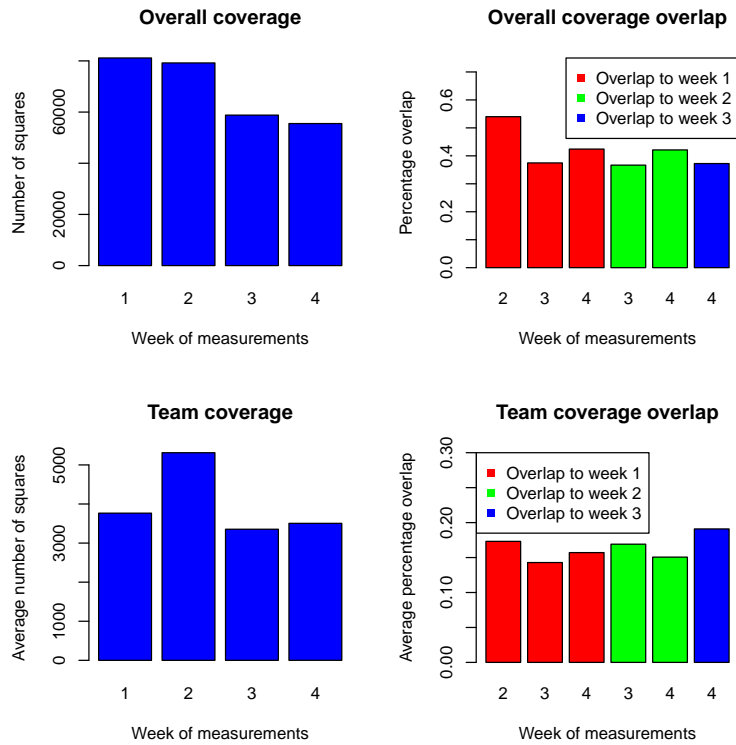 Overall coverage
Number of squares
0
20000
60000
1
2
3
4
Week of measurements
Overall coverage overlap
Percentage overlap
0.0
0.2
0.4
0.6
Overlap to week 1
Overlap to week 2
Overlap to week 3
2
3
4
3
4
4
Week of measurements
Team coverage
Average number of squares
0
1000
3000
5000
1
2
3
4
Week of measurements
Team coverage overlap
Average percentage overlap
0.00
0.10
0.20
0.30
Overlap to week 1
Overlap to week 2
Overlap to week 3
2
3
4
3
4
4
Week of measurements